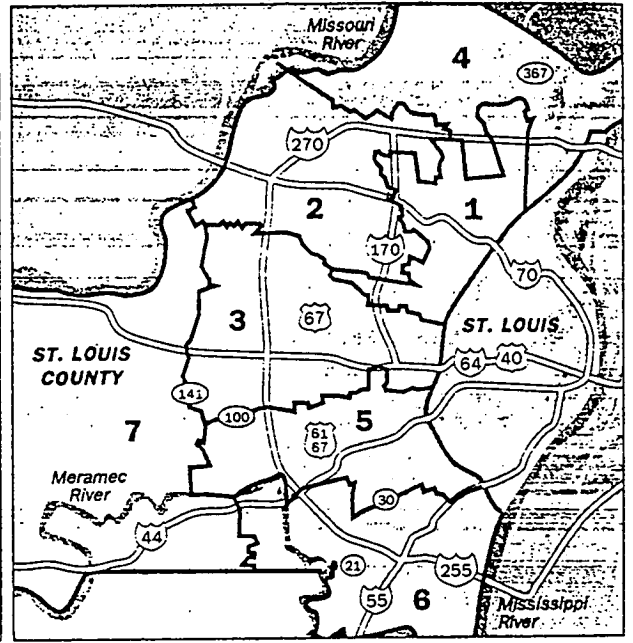 Missouri
River
4
367
270
2
1
170
70
3
67
ST. LOUIS
ST. LOUIS
COUNTY
64
40
141
100
7
5
61
67
Meramec
River
30
44
21
255
55
6
Mississippi
River